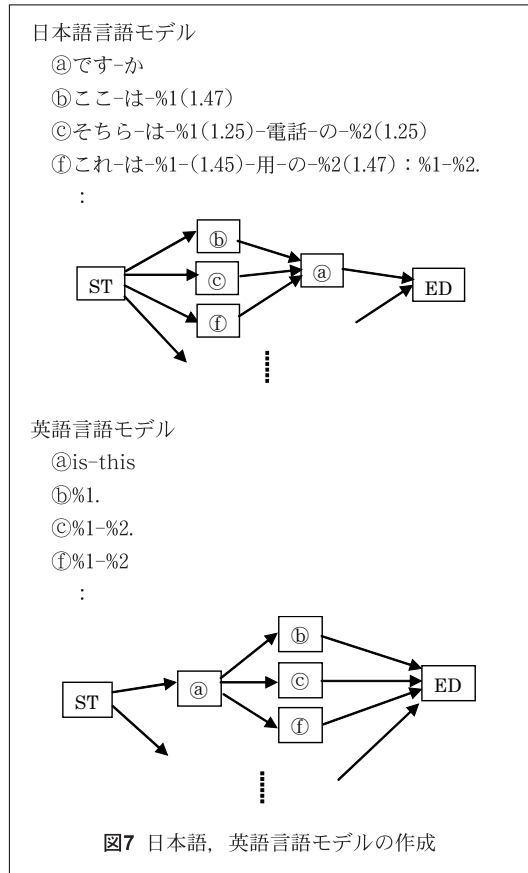 日本語言語モデル
ⓐです-か
ⓑここ-は-%1(1.47)
ⓒそちら-は-%1(1.25)-電話-の-%2(1.25)
ⓕこれ-は-%1-(1.45)-用-の-%2(1.47)：%1-%2.
：
ⓑ
ST ⓒ ⓐ ED
ⓕ
英語言語モデル
ⓐis-this
ⓑ%1.
ⓒ%1-%2.
ⓕ%1-%2
：
ⓑ
ST ⓐ ⓒ ED
ⓕ
図7 日本語，英語言語モデルの作成